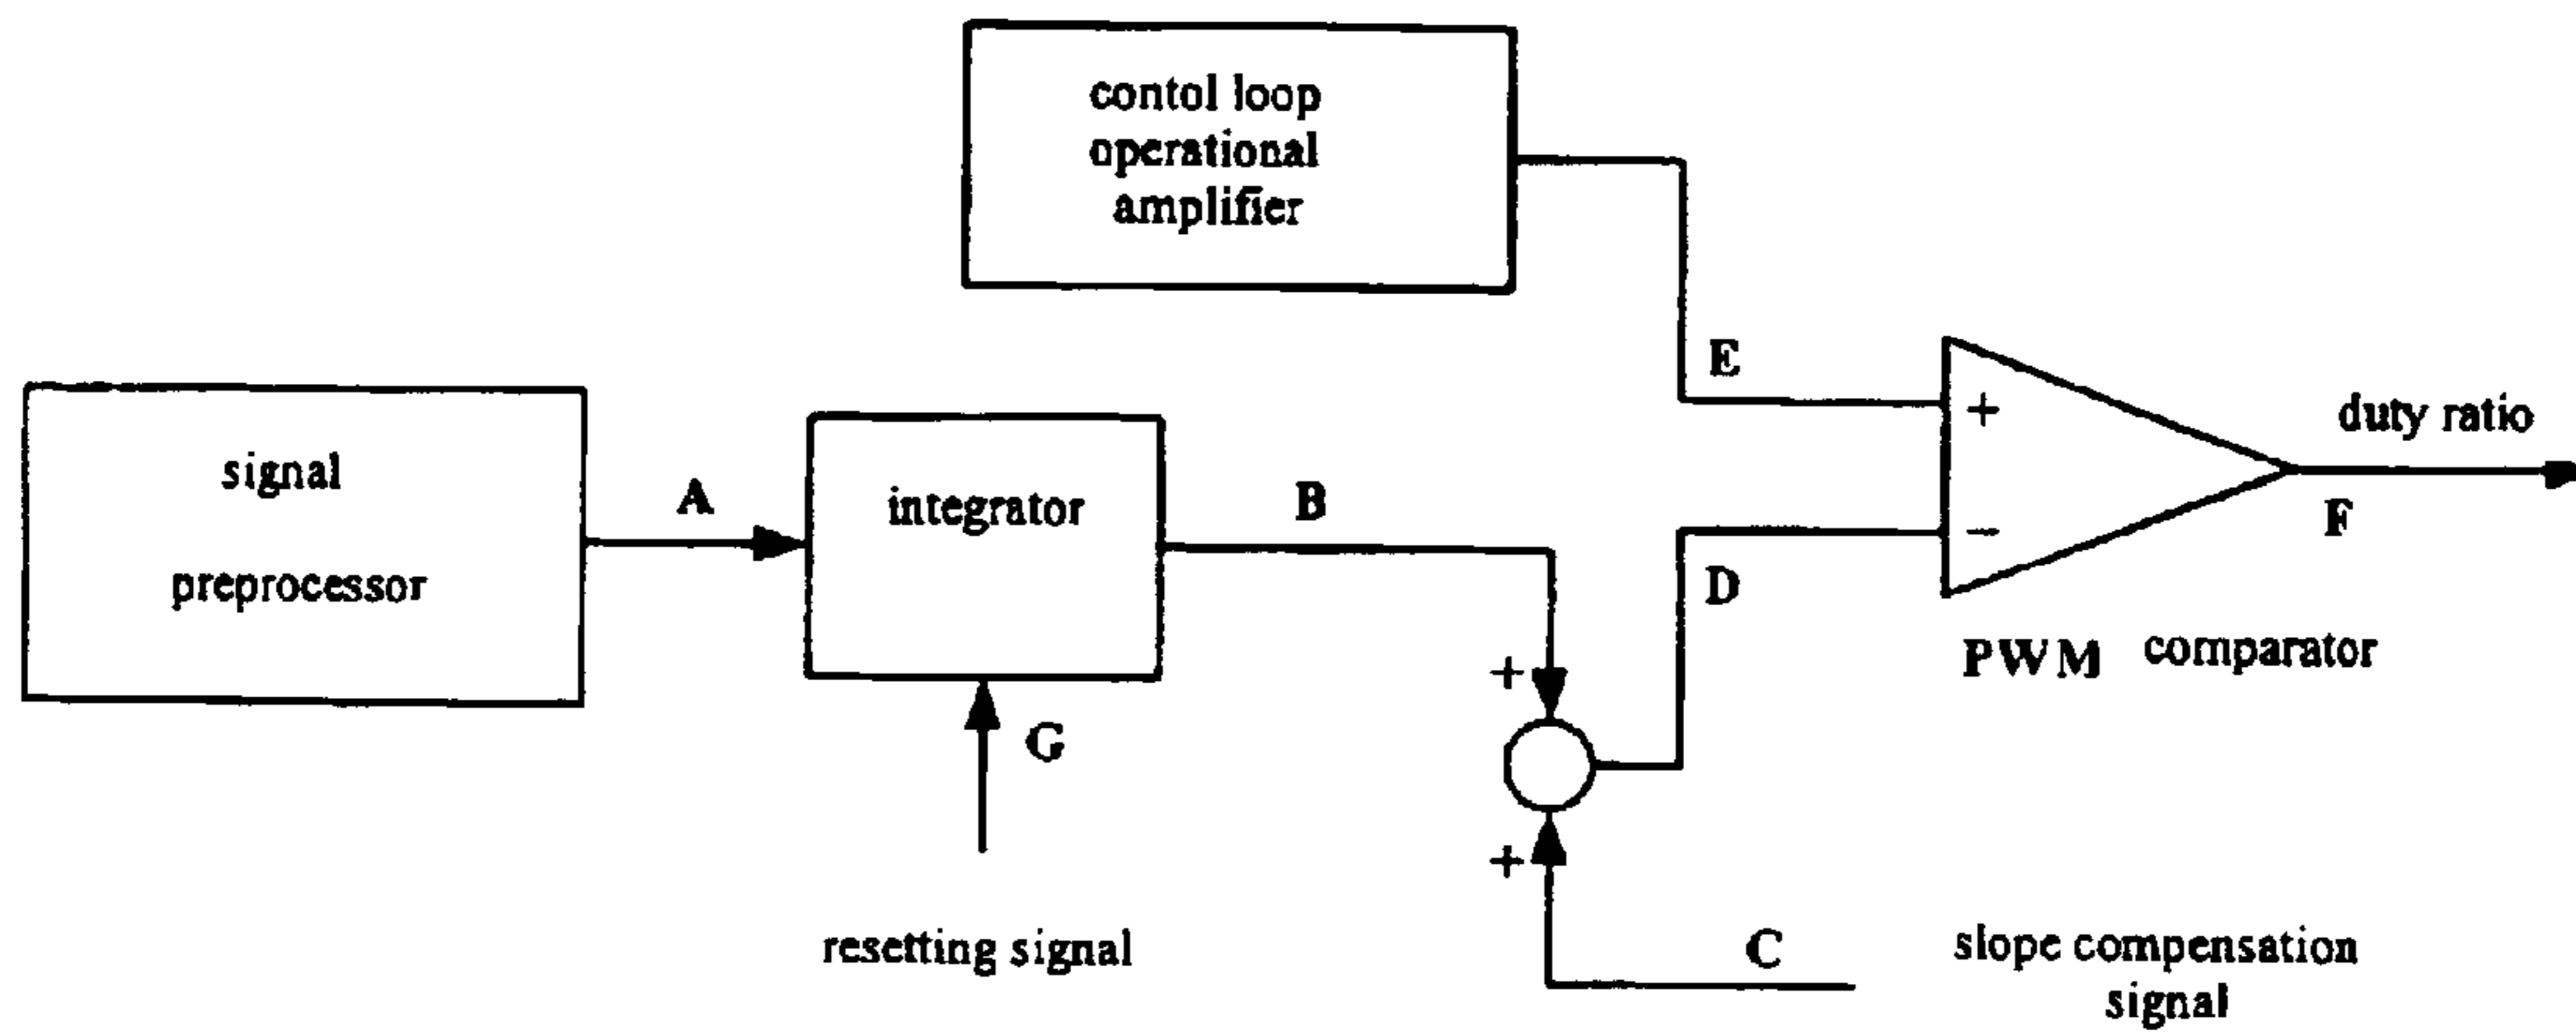 contol loop
operational
amplifier
E
+
duty ratio
signal
A
integrator
B
F
−
preprocessor
D
PWM comparator
+
G
+
resetting signal
C
slope compensation
signal